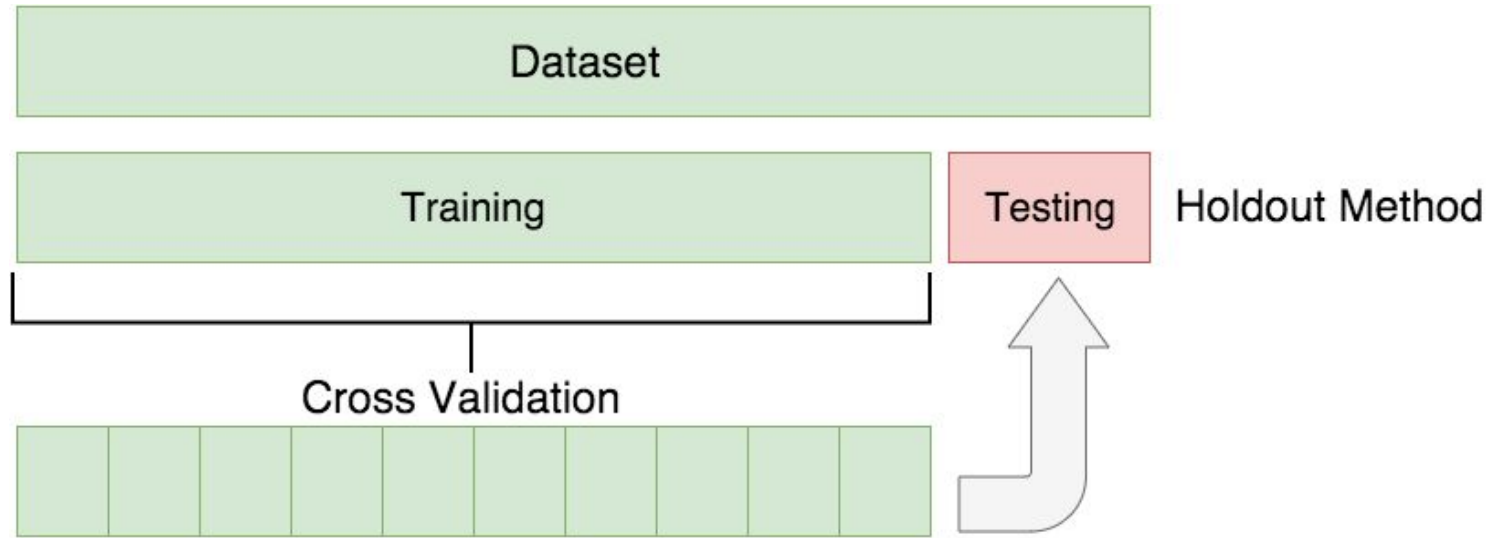 Dataset
Training
Testing
Holdout Method
Cross Validation